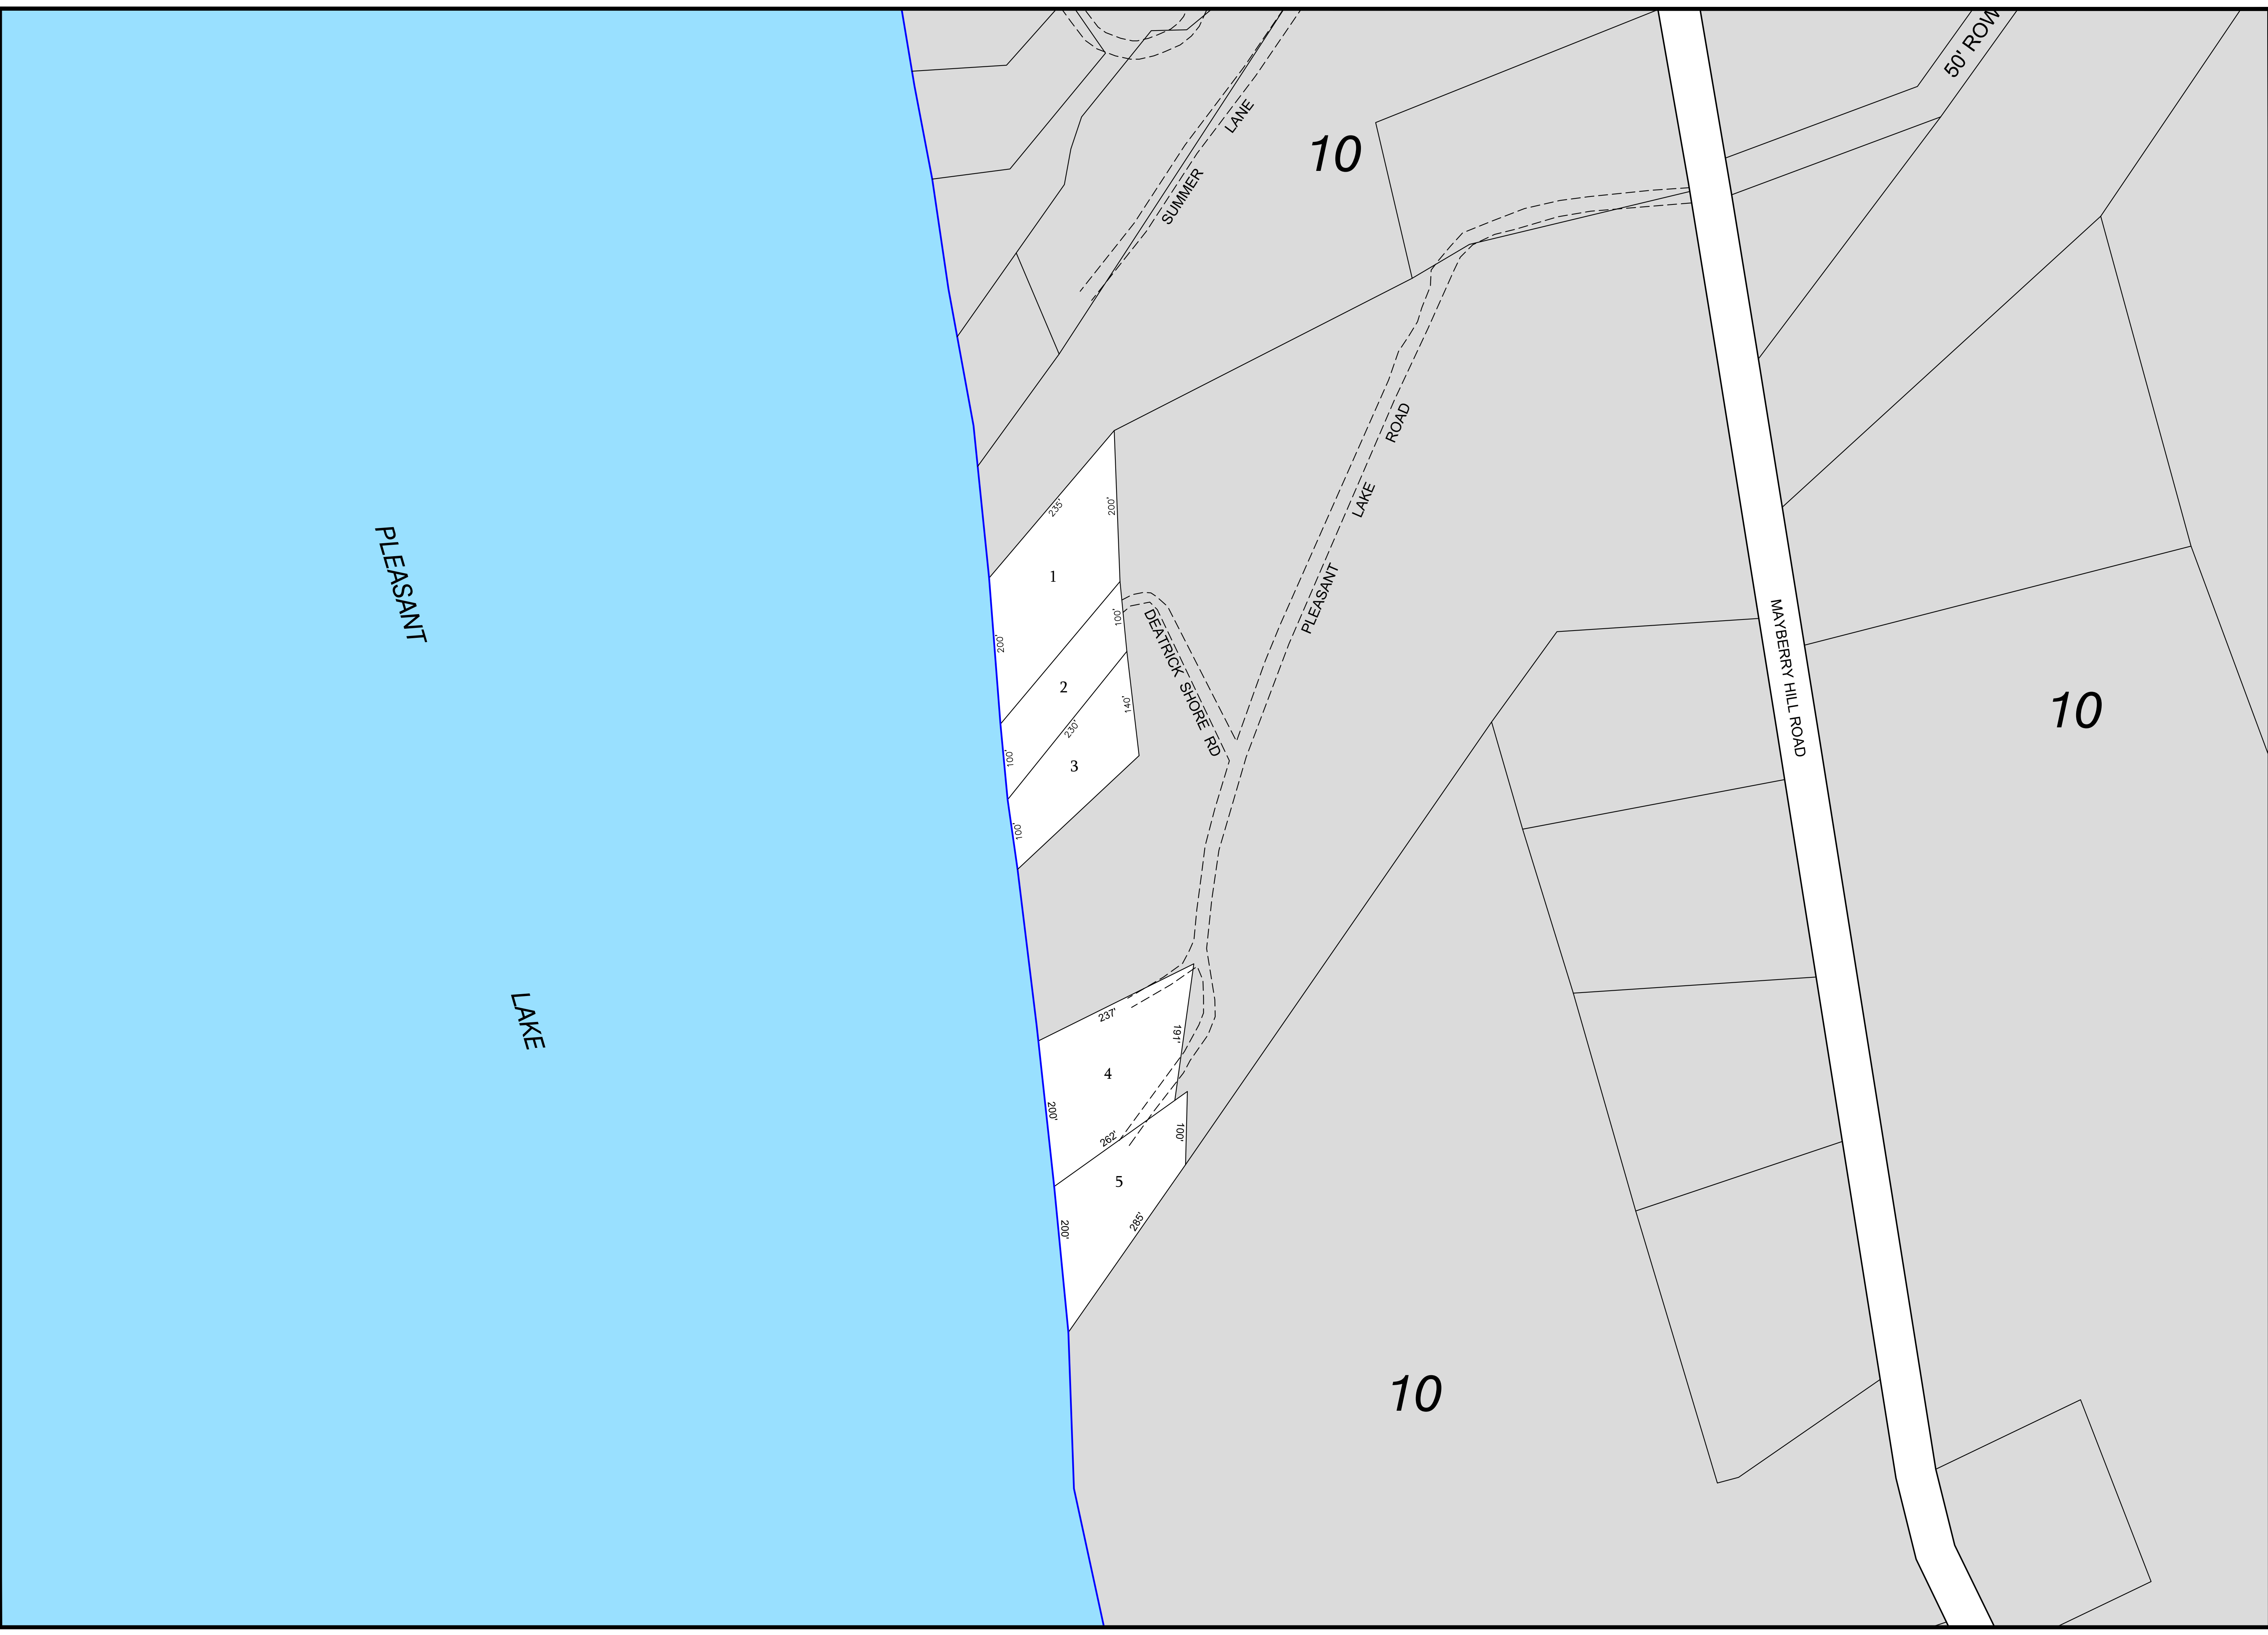 50' ROW
LANE
SUMMER
10
ROAD
LAKE
PLEASANT
235'
200'
1
200'
100'
2
140'
230'
100'
3
100'
DEATRICK SHORE RD
MAYBERRY HILL ROAD
10
PLEASANT
LAKE
237'
191'
4
200'
262'
100'
5
200'
285'
10